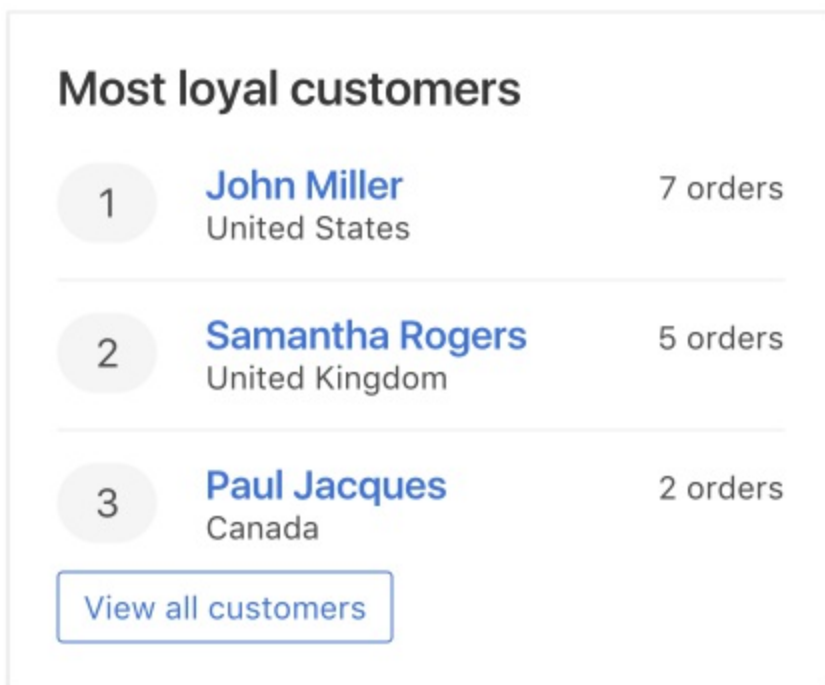 Most loyal customers
1
John Miller
7 orders
United States
2
Samantha Rogers
5 orders
United Kingdom
3
Paul Jacques
2 orders
Canada
View all customers